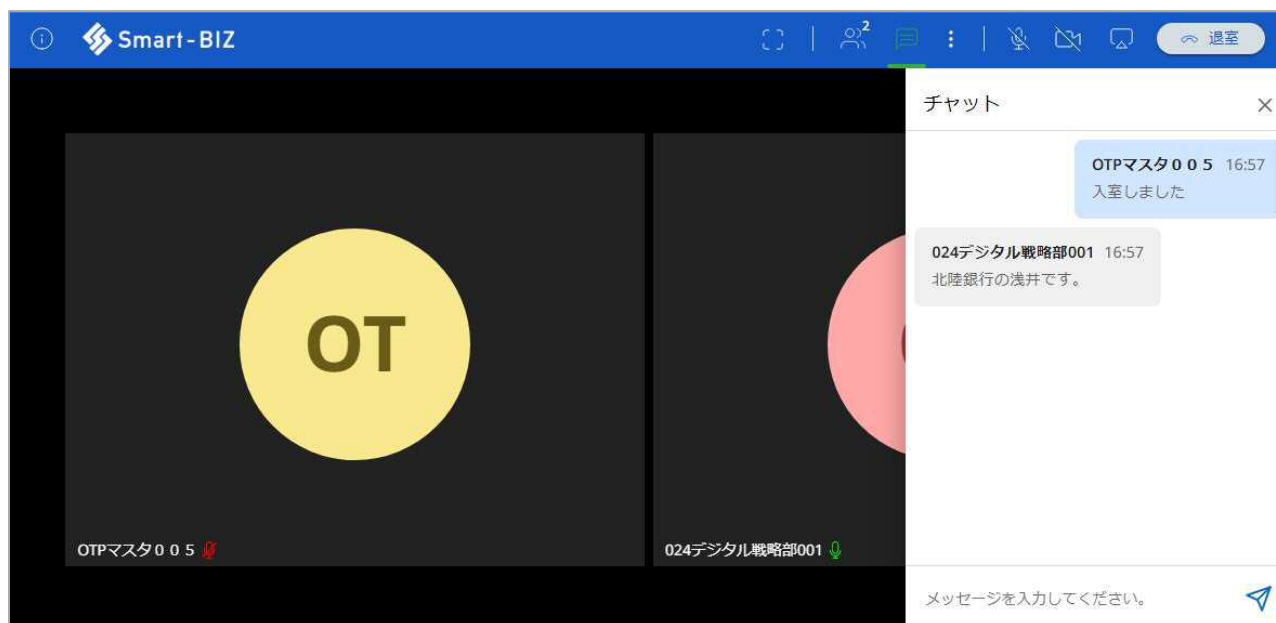 Smart-BIZ
2
退室
チャット
OTPマスタ００５ 16:57
入室しました
024デジタル戦略部001 16:57
北陸銀行の浅井です。
OT
OTPマスタ００５
024デジタル戦略部001
メッセージを入力してください。